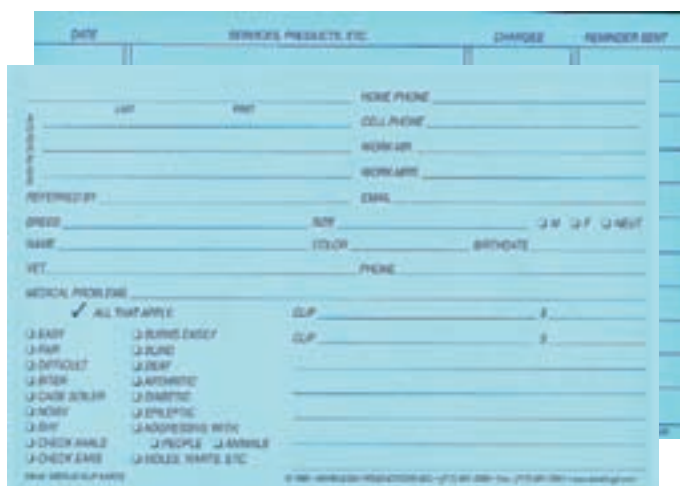 DATE SERVICES, PRODUCTS, ETC. CHARGES REMINDER SENT
HOME PHONE
LAST FIRST
CELL PHONE
WORK MR
WORK MRS
REFERRED BY EMAIL
BREED SIZE M F NEUT
NAME COLOR BIRTHDATE
VET PHONE
MEDICAL PROBLEMS
✓ ALL THAT APPLY: CLIP $
EASY BURNS EASILY CLIP $
FAIR BLIND
DIFFICULT DEAF
BITER ARTHRITIC
CAGE SOILER DIABETIC
NOISY EPILEPTIC
SHY AGGRESSIVE WITH:
CHECK ANALS PEOPLE ANIMALS
CHECK EARS MOLES, WARTS, ETC.